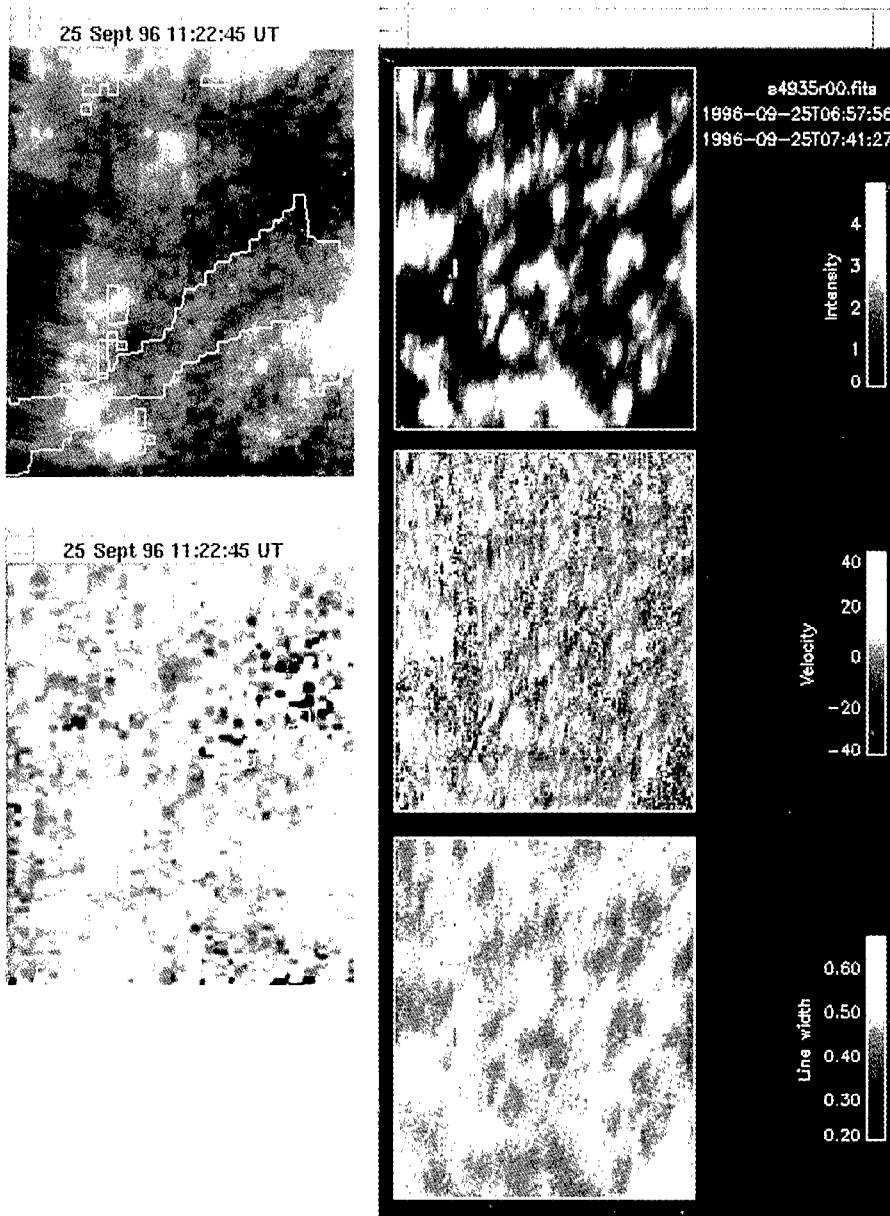 25 Sept 96 11:22:45 UT
25 Sept 96 11:22:45 UT
a4935r00.fits
1996-09-25T06:57:56
1996-09-25T07:41:27
Intensity
4
3
2
1
0
Velocity
40
20
0
-20
-40
Line width
0.60
0.50
0.40
0.30
0.20